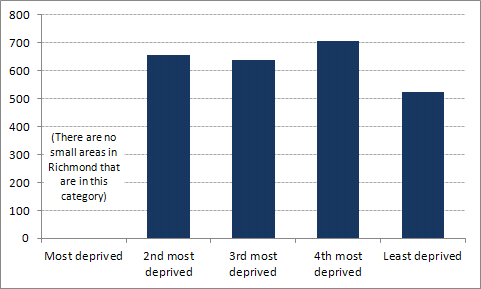 800
700
600
500
400
300
200
100
0
(There are no
small areas in
Richmond that
are in this
category)
Most deprived
2nd most
deprived
3rd most
deprived
4th most
deprived
Least deprived